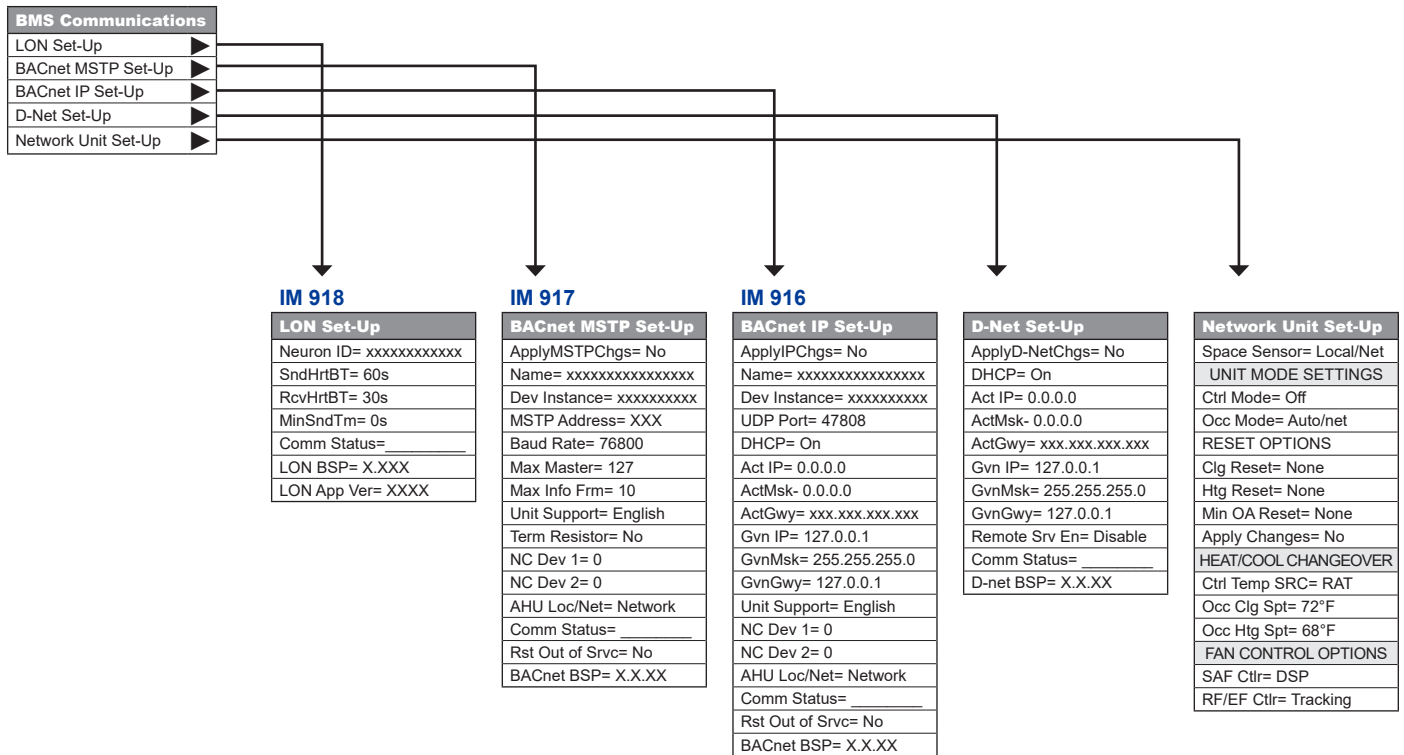 BMS Communications
LON Set-Up
BACnet MSTP Set-Up
BACnet IP Set-Up
D-Net Set-Up
Network Unit Set-Up
IM 918
LON Set-Up
Neuron ID= xxxxxxxxxxxx
SndHrtBT= 60s
RcvHrtBT= 30s
MinSndTm= 0s
Comm Status=_________
LON BSP= X.XXX
LON App Ver= XXXX
IM 917
BACnet MSTP Set-Up
ApplyMSTPChgs= No
Name= xxxxxxxxxxxxxxxx
Dev Instance= xxxxxxxxxx
MSTP Address= XXX
Baud Rate= 76800
Max Master= 127
Max Info Frm= 10
Unit Support= English
Term Resistor= No
NC Dev 1= 0
NC Dev 2= 0
AHU Loc/Net= Network
Comm Status= ________
Rst Out of Srvc= No
BACnet BSP= X.X.XX
IM 916
BACnet IP Set-Up
ApplyIPChgs= No
Name= xxxxxxxxxxxxxxxx
Dev Instance= xxxxxxxxxx
UDP Port= 47808
DHCP= On
Act IP= 0.0.0.0
ActMsk- 0.0.0.0
ActGwy= xxx.xxx.xxx.xxx
Gvn IP= 127.0.0.1
GvnMsk= 255.255.255.0
GvnGwy= 127.0.0.1
Unit Support= English
NC Dev 1= 0
NC Dev 2= 0
AHU Loc/Net= Network
Comm Status= ________
Rst Out of Srvc= No
BACnet BSP= X.X.XX
D-Net Set-Up
ApplyD-NetChgs= No
DHCP= On
Act IP= 0.0.0.0
ActMsk- 0.0.0.0
ActGwy= xxx.xxx.xxx.xxx
Gvn IP= 127.0.0.1
GvnMsk= 255.255.255.0
GvnGwy= 127.0.0.1
Remote Srv En= Disable
Comm Status= ________
D-net BSP= X.X.XX
Network Unit Set-Up
Space Sensor= Local/Net
UNIT MODE SETTINGS
Ctrl Mode= Off
Occ Mode= Auto/net
RESET OPTIONS
Clg Reset= None
Htg Reset= None
Min OA Reset= None
Apply Changes= No
HEAT/COOL CHANGEOVER
Ctrl Temp SRC= RAT
Occ Clg Spt= 72°F
Occ Htg Spt= 68°F
FAN CONTROL OPTIONS
SAF Ctlr= DSP
RF/EF Ctlr= Tracking